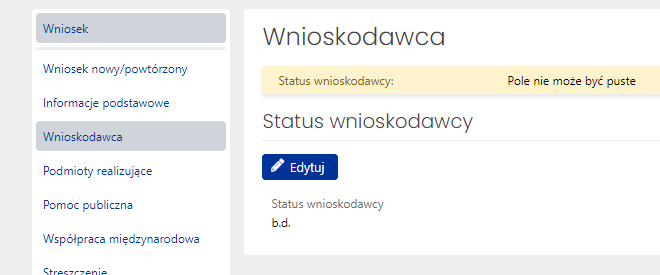 Wniosek
Wniosek nowy/powtórzony
Informacje podstawowe
Wnioskodawca
Podmioty realizujące
Pomoc publiczna
Współpraca międzynarodowa
Streszczenie
Wnioskodawca
Status wnioskodawcy: Pole nie może być puste
Status wnioskodawcy
Edytuj
Status wnioskodawcy
b.d.